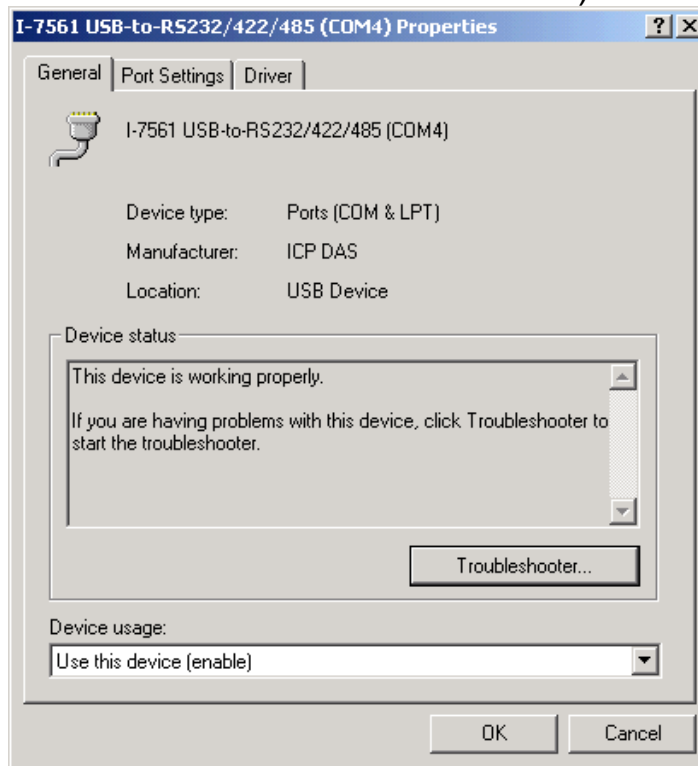 )
I-7561 USB-to-RS232/422/485 (COM4) Properties
General Port Settings Driver
I-7561 USB-to-RS232/422/485 (COM4)
Device type: Ports (COM & LPT)
Manufacturer: ICP DAS
Location: USB Device
Device status
This device is working properly.
If you are having problems with this device, click Troubleshooter to
start the troubleshooter.
Troubleshooter...
Device usage:
Use this device (enable)
OK Cancel